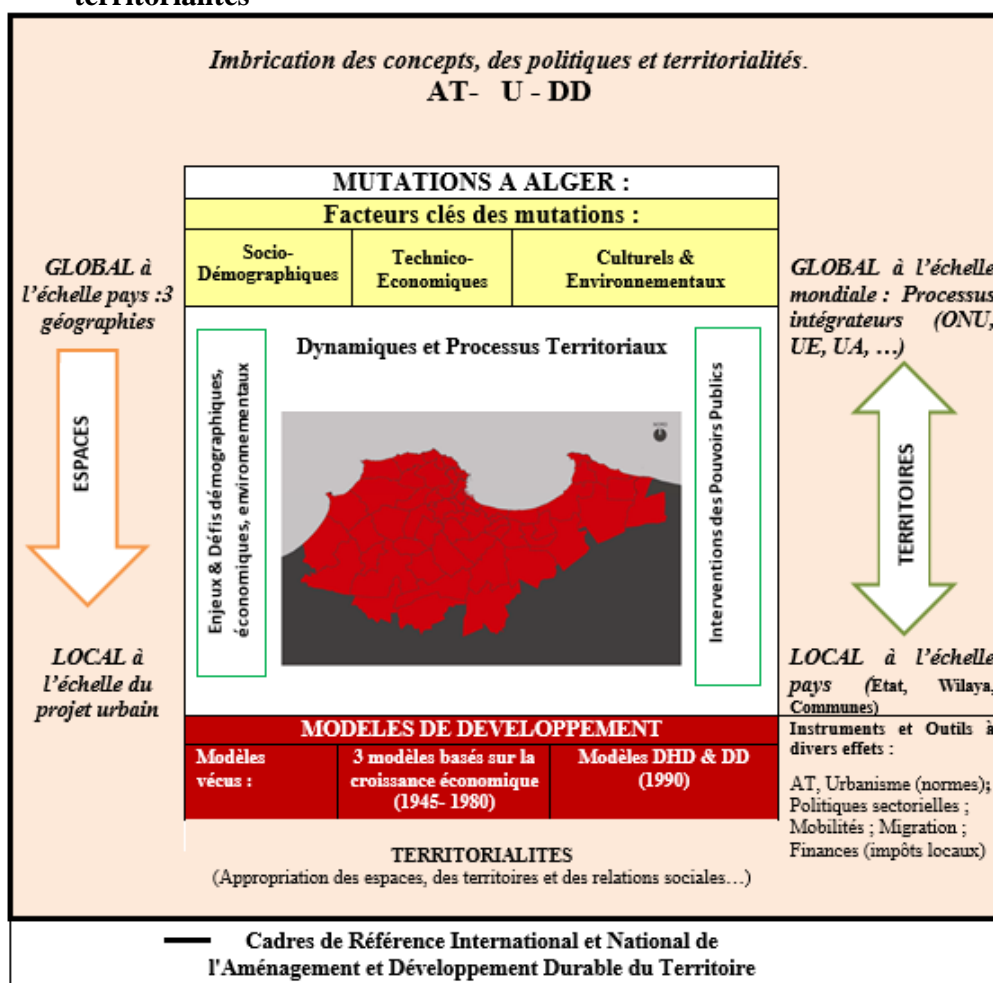 territorialités
Imbrication des concepts, des politiques et territorialités.
AT- U - DD
MUTATIONS A ALGER :
Facteurs clés des mutations :
Socio-
Démographiques
Technico-
Economiques
Culturels &
Environnementaux
GLOBAL à
l'échelle pays :3
géographies
ESPACES
LOCAL à
l'échelle du
projet urbain
Enjeux & Défis démographiques,
économiques, environnementaux
Dynamiques et Processus Territoriaux
Interventions des Pouvoirs Publics
GLOBAL à l'échelle
mondiale : Processus
intégrateurs (ONU,
UE, UA, …)
TERRITOIRES
LOCAL à l'échelle
pays (Etat, Wilaya,
Communes)
Instruments et Outils à
divers effets :
AT, Urbanisme (normes);
Politiques sectorielles ;
Mobilités ; Migration ;
Finances (impôts locaux)
MODELES DE DEVELOPPEMENT
Modèles
vécus :
3 modèles basés sur la
croissance économique
(1945- 1980)
Modèles DHD & DD
(1990)
TERRITORIALITES
(Appropriation des espaces, des territoires et des relations sociales…)
Cadres de Référence International et National de
l'Aménagement et Développement Durable du Territoire